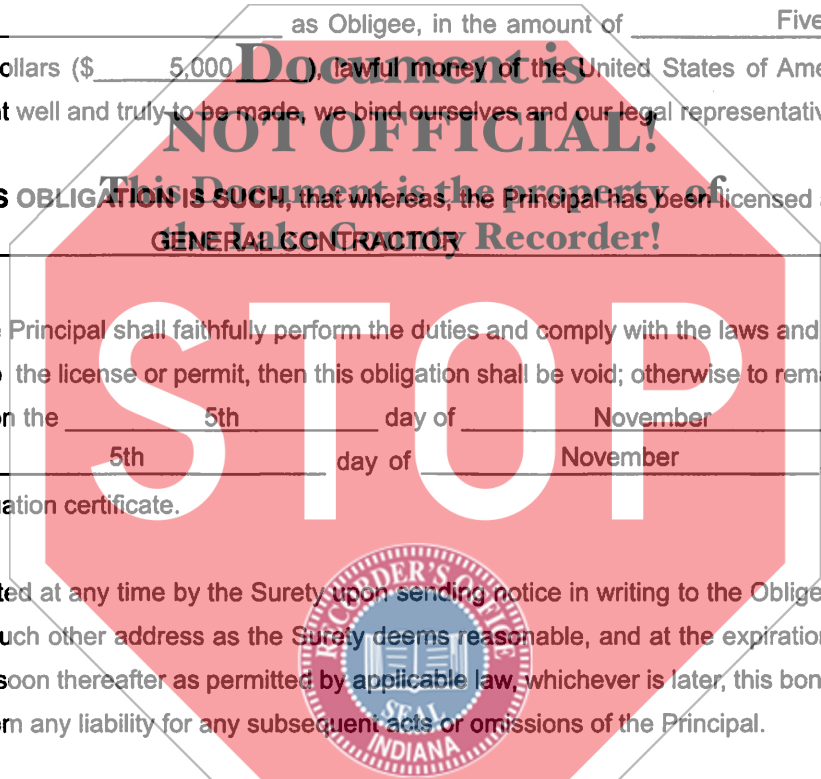 as Obligee, in the amount of Five
ollars ($ 5,000 ), lawful money of the United States of Ame
Document is
t well and truly to be made, we bind ourselves and our legal representativ
NOT OFFICIAL!
S OBLIGATION IS SUCH, that whereas, the Principal has been licensed
This Document is the property of
GENERAL CONTRACTOR
the Lake County Recorder!
STOP
Principal shall faithfully perform the duties and comply with the laws and
the license or permit, then this obligation shall be void; otherwise to rema
n the 5th day of November
5th day of November
ation certificate.
ted at any time by the Surety upon sending notice in writing to the Oblige
uch other address as the Surety deems reasonable, and at the expiration
soon thereafter as permitted by applicable law, whichever is later, this bon
m any liability for any subsequent acts or omissions of the Principal.
RECORDER'S OFFICE
SEAL
INDIANA